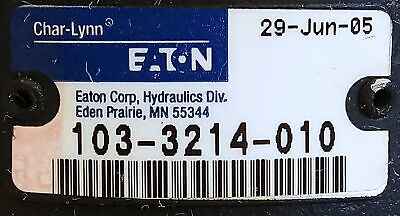 Char-Lynn®
29-Jun-05
EATON
Eaton Corp, Hydraulics Div.
Eden Prairie, MN 55344
103-3214-010